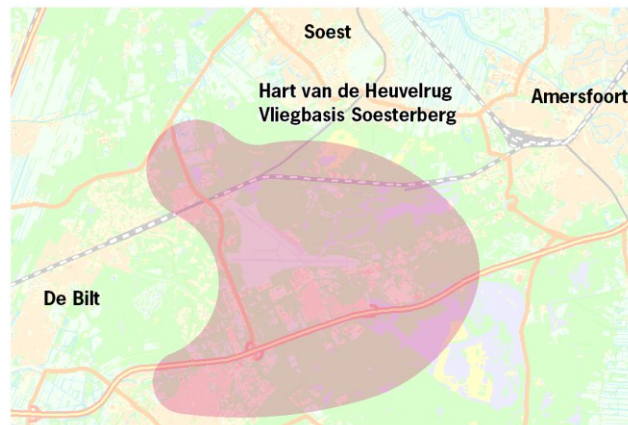 Soest
Hart van de Heuvelrug
Vliegbasis Soesterberg
Amersfoort
De Bilt